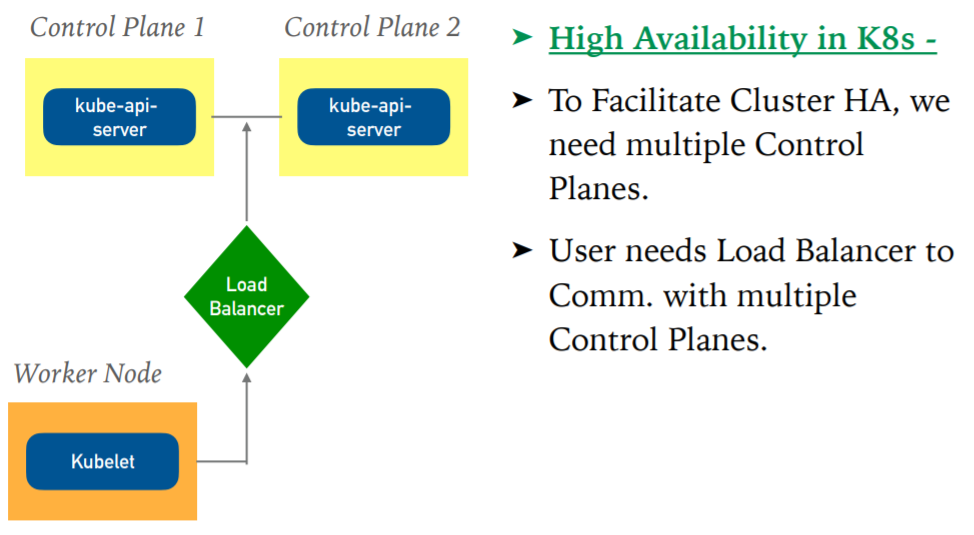 Control Plane 1
Control Plane 2
kube-api-
server
kube-api-
server
Load
Balancer
Worker Node
Kubelet
➤ High Availability in K8s -
➤ To Facilitate Cluster HA, we
need multiple Control
Planes.
➤ User needs Load Balancer to
Comm. with multiple
Control Planes.